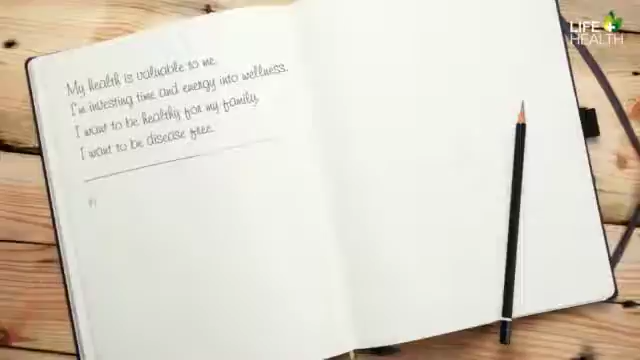 My health is valuable to me.
I'm investing time and energy into wellness.
I want to be healthy for my family.
I want to be disease free.
LIFE +
HEALTH